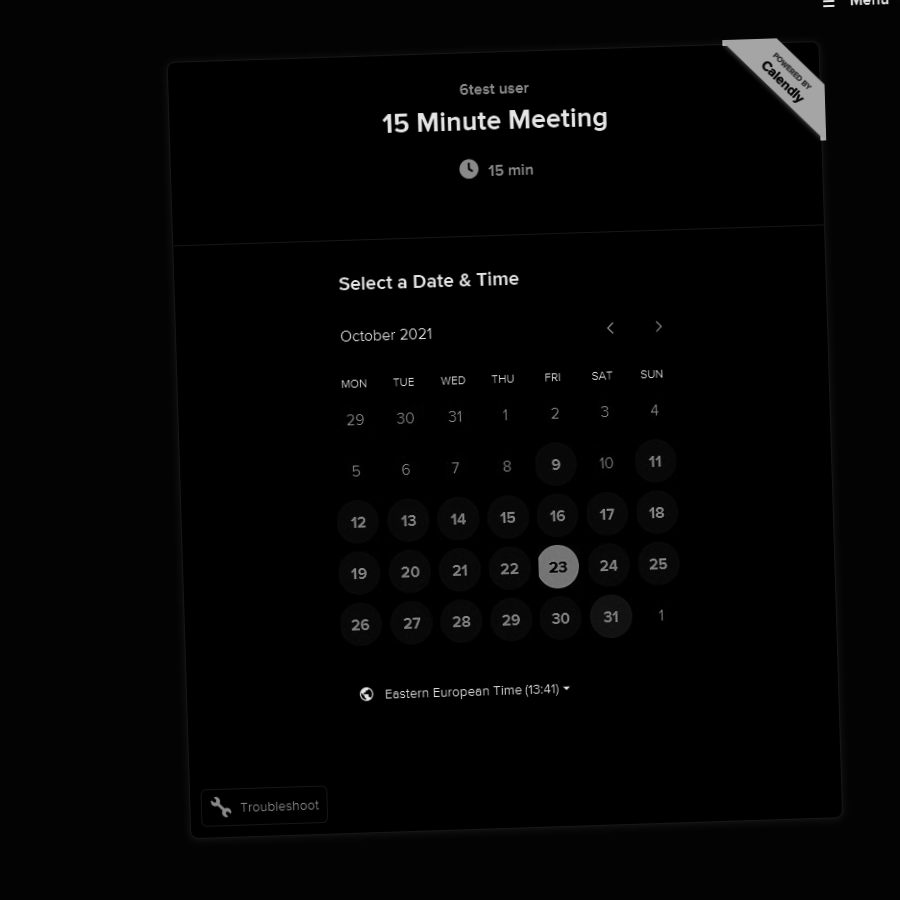 Menu
POWERED BY
Calendly
6test user
15 Minute Meeting
15 min
Select a Date & Time
October 2021
MON TUE WED THU FRI SAT SUN
29 30 31 1 2 3 4
5 6 7 8 9 10 11
12 13 14 15 16 17 18
19 20 21 22 23 24 25
26 27 28 29 30 31 1
Eastern European Time (13:41)
Troubleshoot